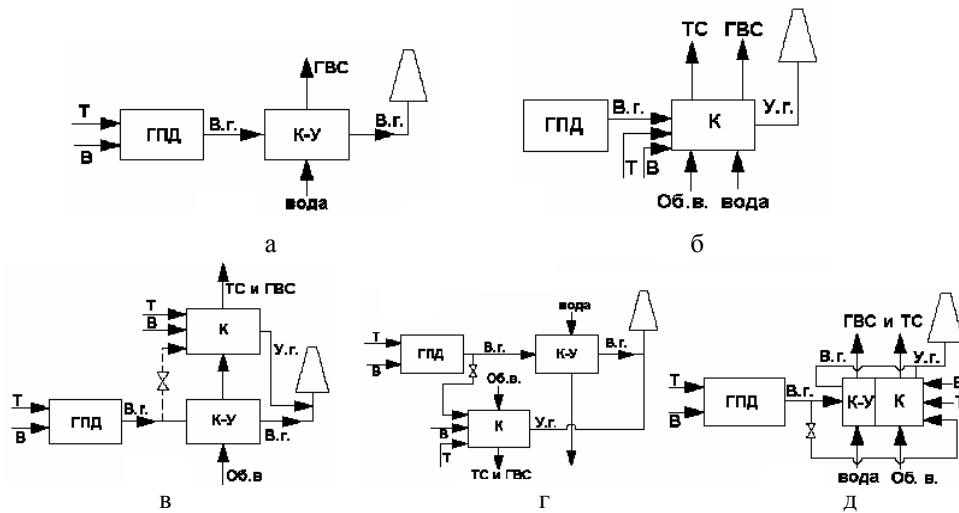 ГВС
Т
В
ГПД
В.г.
К-У
В.г.
вода
а
ТС
ГВС
ГПД
В.г.
К
У.г.
Т
В
Об.в.
вода
б
ТС и ГВС
Т
В
К
У.г.
Т
В
ГПД
В.г.
К-У
В.г.
Об.в
в
вода
Т
В
ГПД
В.г.
К-У
В.г.
Об.в.
В
Т
К
У.г.
ТС и ГВС
г
ГВС и ТС
В.г.
У.г.
Т
В
ГПД
В.г.
К-У
К
В
Т
вода
Об. в.
д